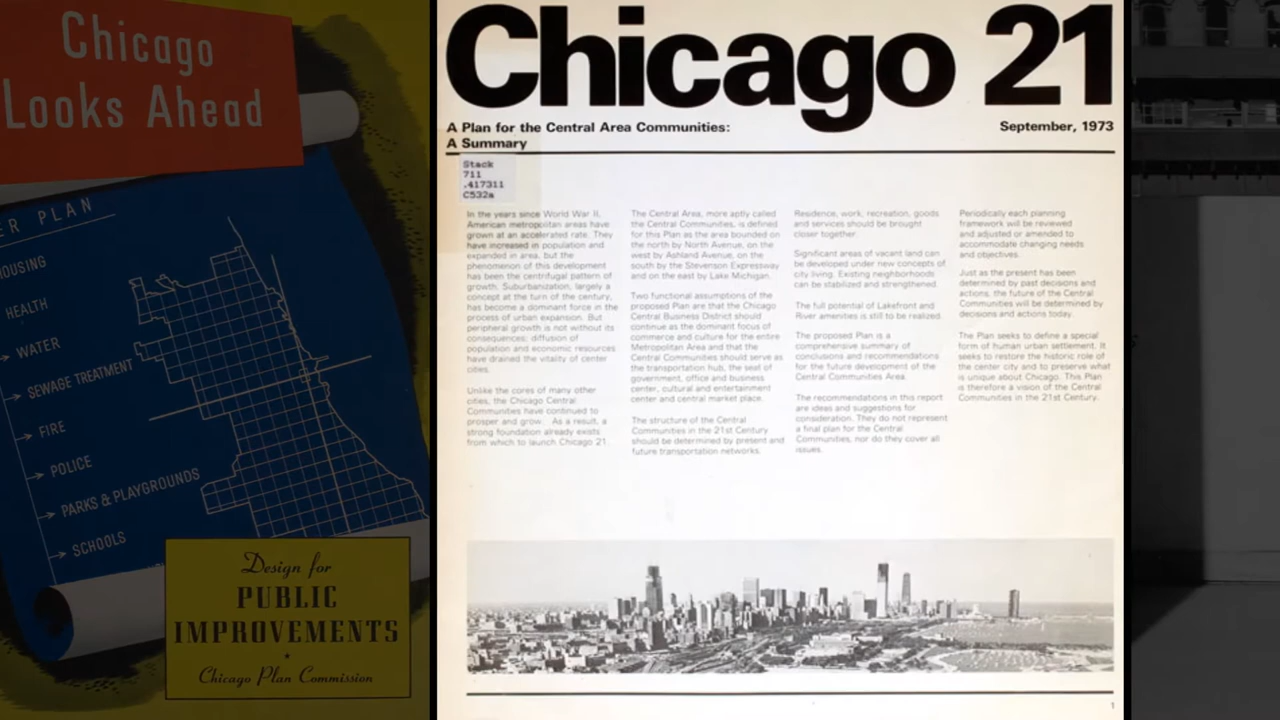 Chicago
Looks Ahead
ER PLAN
HOUSING
HEALTH
WATER
SEWAGE TREATMENT
FIRE
POLICE
PARKS & PLAYGROUNDS
SCHOOLS
Design for
PUBLIC
IMPROVEMENTS
Chicago Plan Commission
Chicago 21
A Plan for the Central Area Communities:
A Summary
September, 1973
Stack
711
.417311
C532a
In the years since World War II,
American metropolitan areas have
grown at an accelerated rate. They
have increased in population and
expanded in area, but the
phenomenon of this development
has been the centrifugal pattern of
growth. Suburbanization, largely a
concept at the turn of the century,
has become a dominant force in the
process of urban expansion. But
peripheral growth is not without its
consequences: diffusion of
population and economic resources
have drained the vitality of center
cities.
Unlike the cores of many other
cities, the Chicago Central
Communities have continued to
prosper and grow. As a result, a
strong foundation already exists
from which to launch Chicago 21.
The Central Area, more aptly called
the Central Communities, is defined
for this Plan as the area bounded on
the north by North Avenue, on the
west by Ashland Avenue, on the
south by the Stevenson Expressway
and on the east by Lake Michigan.
Two functional assumptions of the
proposed Plan are that the Chicago
Central Business District should
continue as the dominant focus of
commerce and culture for the entire
Metropolitan Area and that the
Central Communities should serve as
the transportation hub, the seat of
government, office and business
center, cultural and entertainment
center and central market place.
The structure of the Central
Communities in the 21st Century
should be determined by present and
future transportation networks.
Residence, work, recreation, goods
and services should be brought
closer together.
Significant areas of vacant land can
be developed under new concepts of
city living. Existing neighborhoods
can be stabilized and strengthened.
The full potential of Lakefront and
River amenities is still to be realized.
The proposed Plan is a
comprehensive summary of
conclusions and recommendations
for the future development of the
Central Communities Area.
The recommendations in this report
are ideas and suggestions for
consideration. They do not represent
a final plan for the Central
Communities, nor do they cover all
issues.
Periodically each planning
framework will be reviewed
and adjusted or amended to
accommodate changing needs
and objectives.
Just as the present has been
determined by past decisions and
actions, the future of the Central
Communities will be determined by
decisions and actions today.
The Plan seeks to define a special
form of human urban settlement. It
seeks to restore the historic role of
the center city and to preserve what
is unique about Chicago. This Plan
is therefore a vision of the Central
Communities in the 21st Century.
1